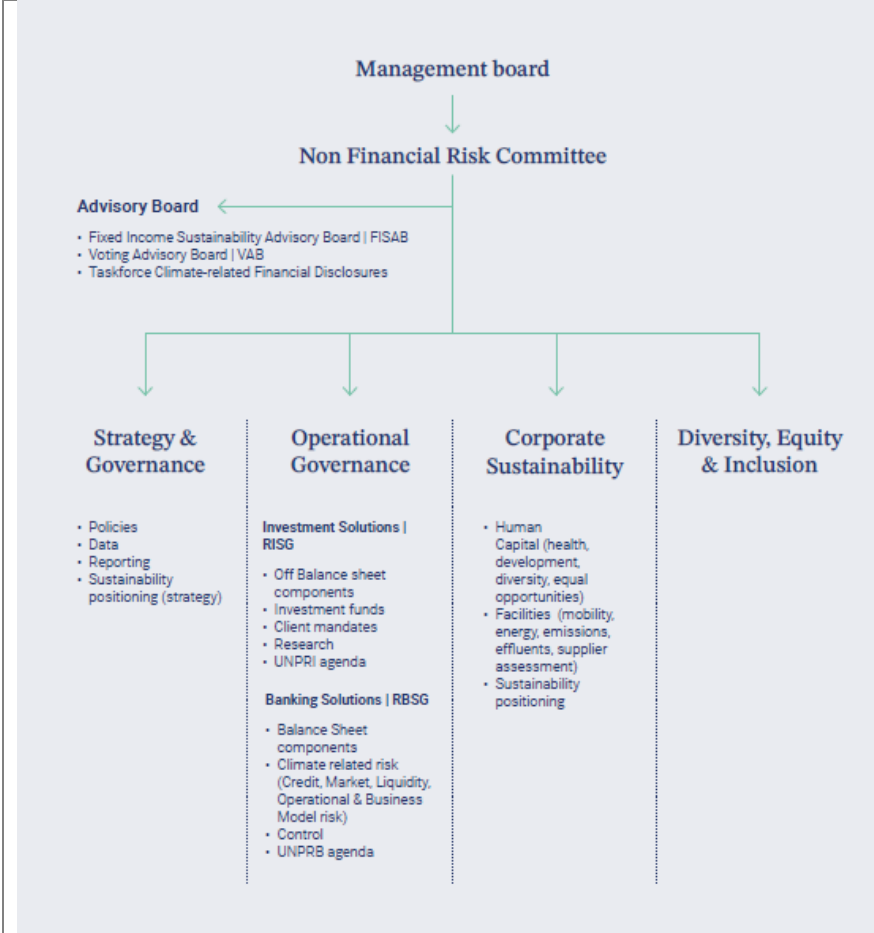 Management board
Non Financial Risk Committee
Advisory Board
• Fixed Income Sustainability Advisory Board | FISAB
• Voting Advisory Board | VAB
• Taskforce Climate-related Financial Disclosures
Strategy &
Governance
• Policies
• Data
• Reporting
• Sustainability
positioning (strategy)
Operational
Governance
Investment Solutions |
RISG
• Off Balance sheet
components
• Investment funds
• Client mandates
• Research
• UNPRI agenda
Banking Solutions | RBSG
• Balance Sheet
components
• Climate related risk
(Credit, Market, Liquidity,
Operational & Business
Model risk)
• Control
• UNPRB agenda
Corporate
Sustainability
• Human
Capital (health,
development,
diversity, equal
opportunities)
• Facilities (mobility,
energy, emissions,
effluents, supplier
assessment)
• Sustainability
positioning
Diversity, Equity
& Inclusion